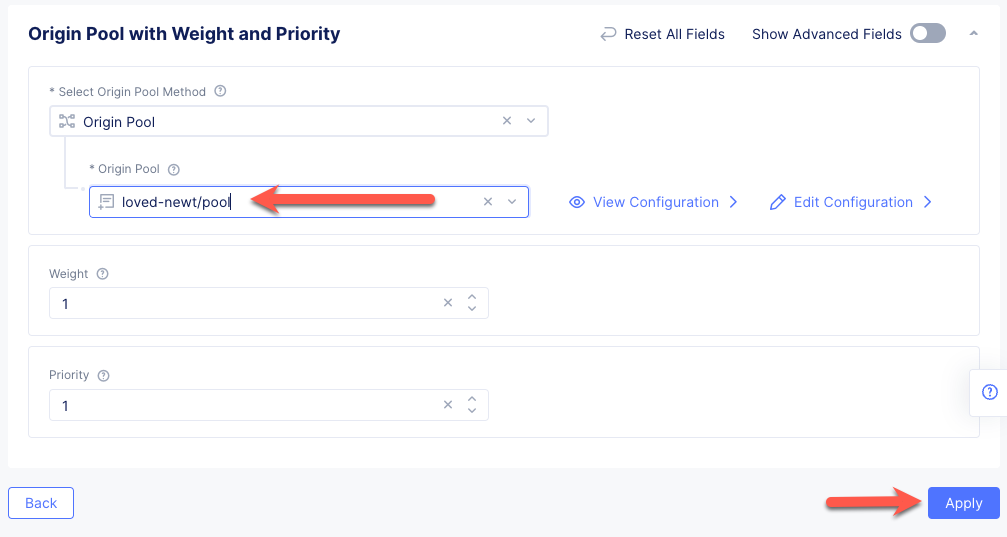 Origin Pool with Weight and Priority
Reset All Fields
Show Advanced Fields
* Select Origin Pool Method
Origin Pool
* Origin Pool
loved-newt/pool
View Configuration
Edit Configuration
Weight
1
Priority
1
Back
Apply